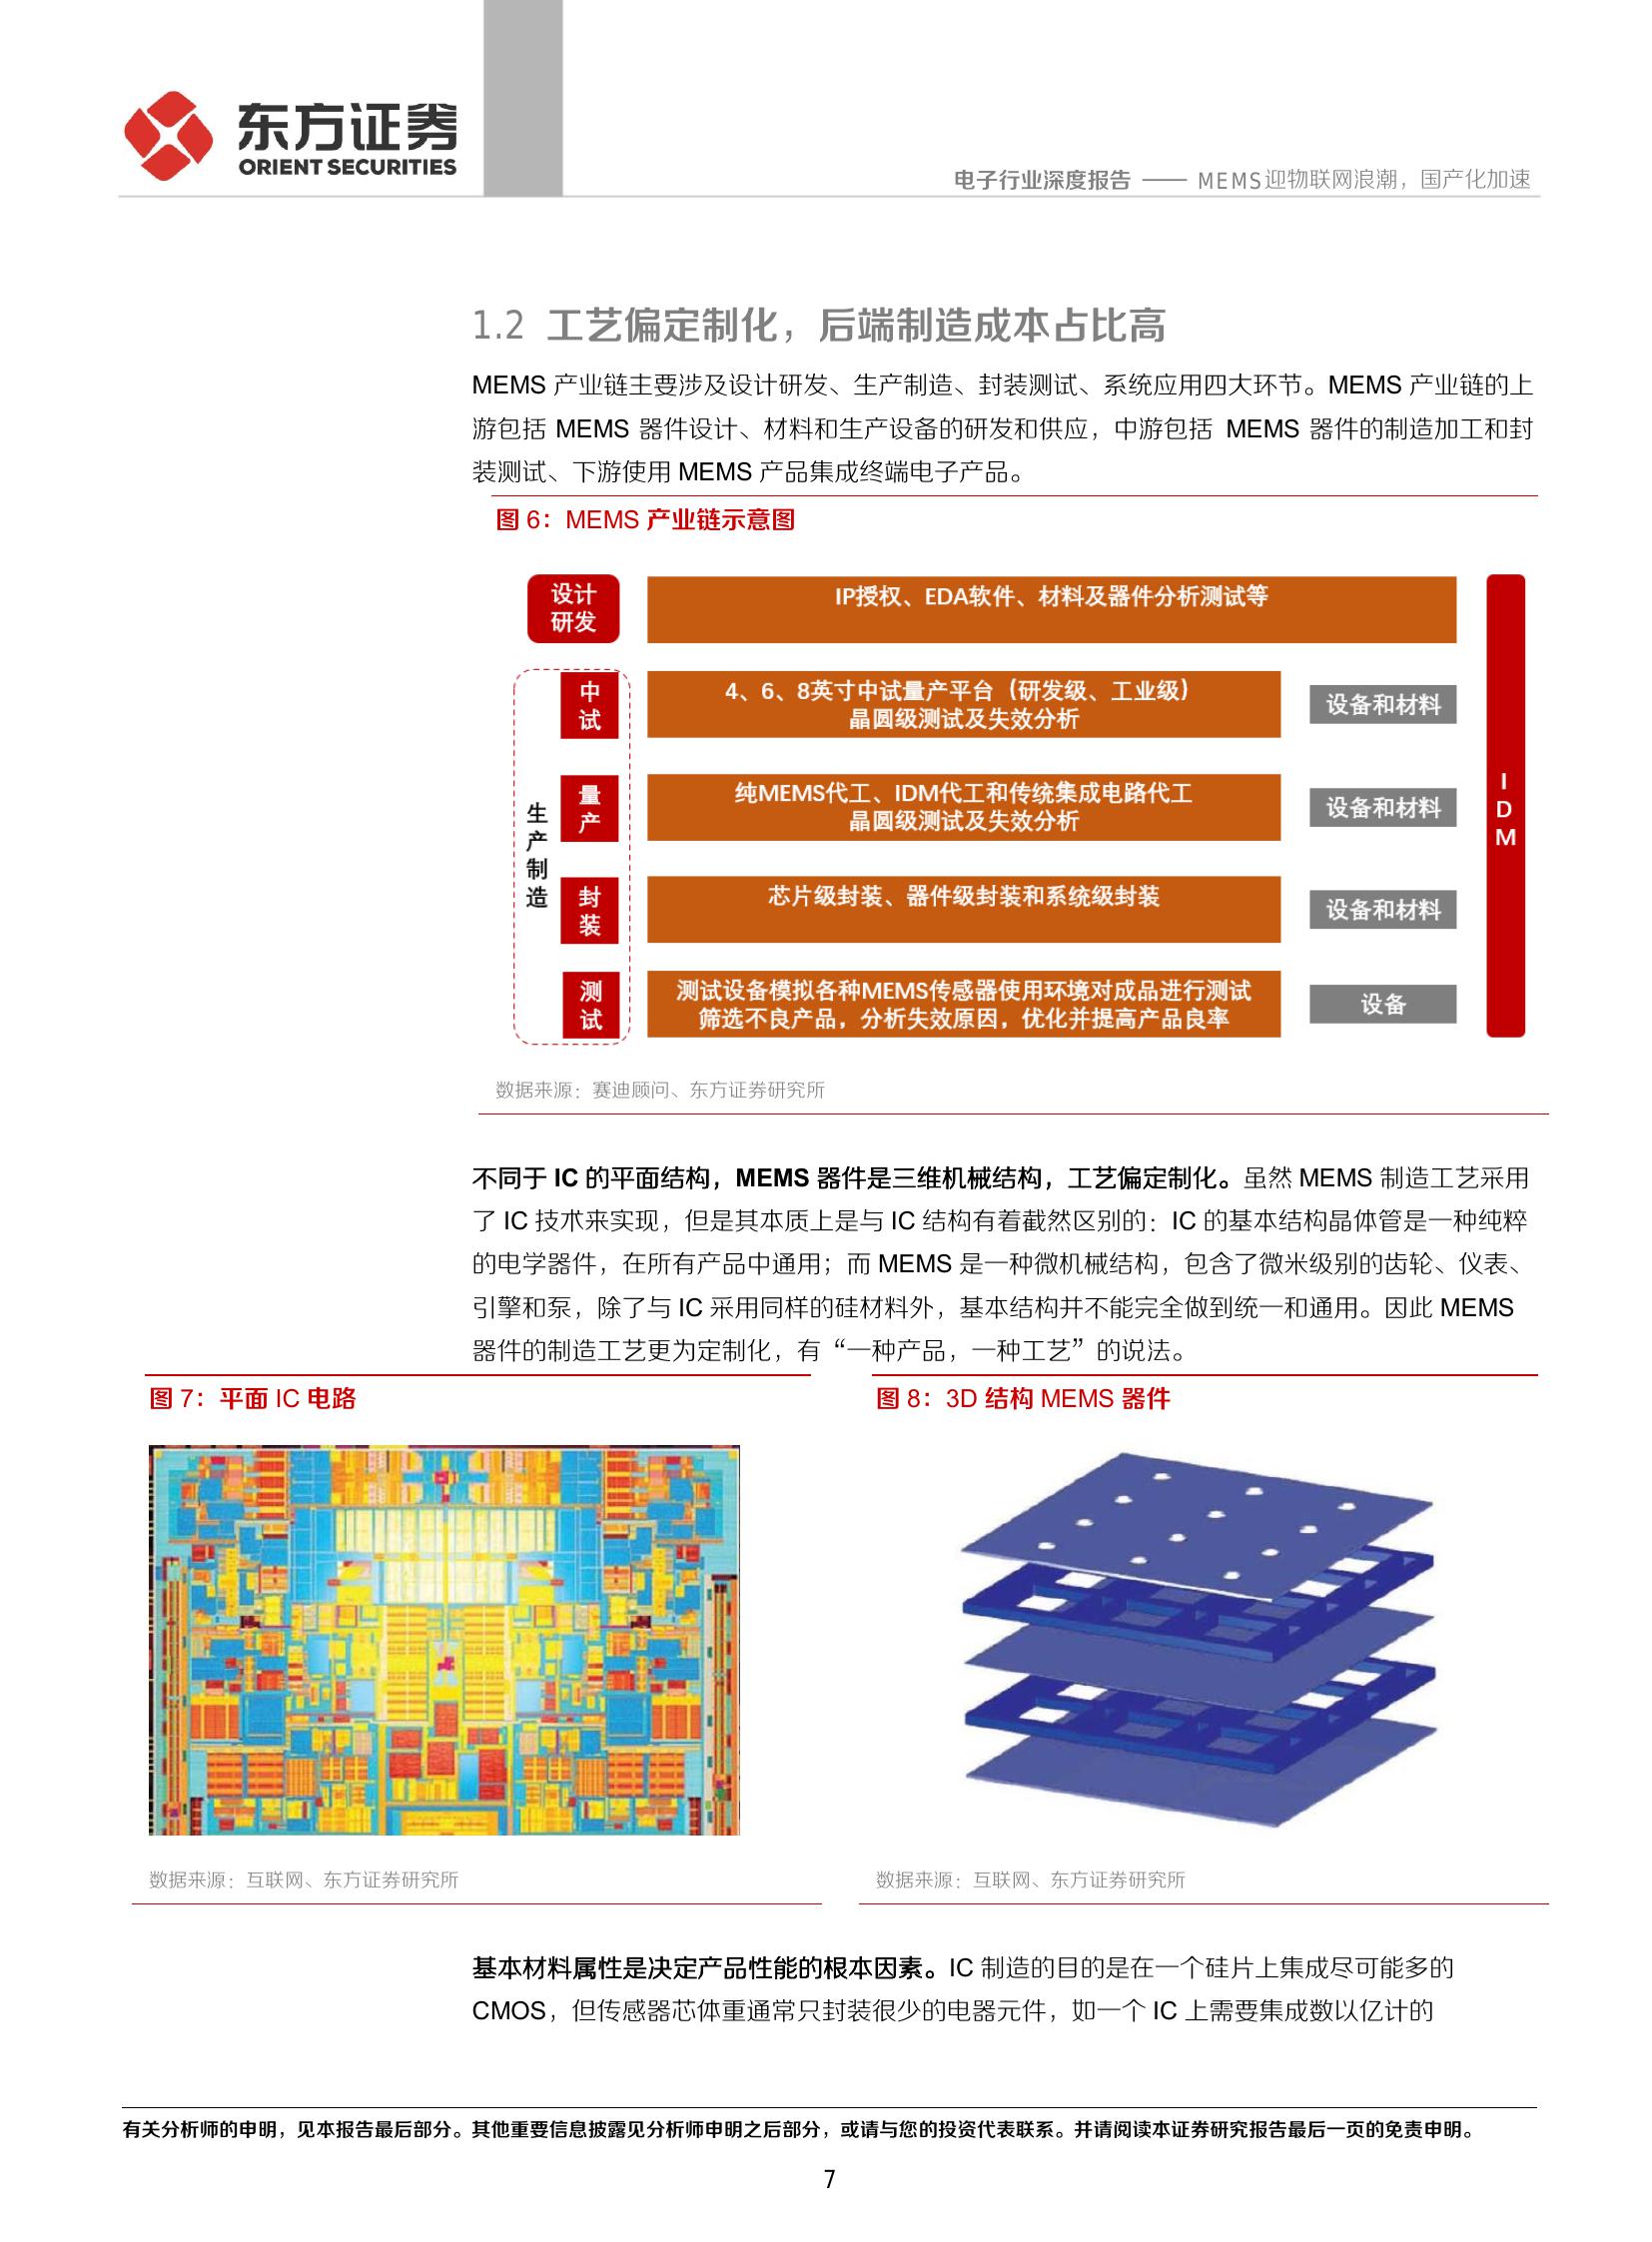 东方证券
ORIENT SECURITIES
电子行业深度报告 —— MEMS迎物联网浪潮，国产化加速
1.2 工艺偏定制化，后端制造成本占比高
MEMS 产业链主要涉及设计研发、生产制造、封装测试、系统应用四大环节。MEMS 产业链的上
游包括 MEMS 器件设计、材料和生产设备的研发和供应，中游包括 MEMS 器件的制造加工和封
装测试、下游使用 MEMS 产品集成终端电子产品。
图 6：MEMS 产业链示意图
设计
研发
IP授权、EDA软件、材料及器件分析测试等
生产制造
中
试
4、6、8英寸中试量产平台（研发级、工业级）
晶圆级测试及失效分析
设备和材料
量
产
纯MEMS代工、IDM代工和传统集成电路代工
晶圆级测试及失效分析
设备和材料
封
装
芯片级封装、器件级封装和系统级封装
设备和材料
测
试
测试设备模拟各种MEMS传感器使用环境对成品进行测试
筛选不良产品，分析失效原因，优化并提高产品良率
设备
I
D
M
数据来源：赛迪顾问、东方证券研究所
不同于 IC 的平面结构，MEMS 器件是三维机械结构，工艺偏定制化。虽然 MEMS 制造工艺采用
了 IC 技术来实现，但是其本质上是与 IC 结构有着截然区别的：IC 的基本结构晶体管是一种纯粹
的电学器件，在所有产品中通用；而 MEMS 是一种微机械结构，包含了微米级别的齿轮、仪表、
引擎和泵，除了与 IC 采用同样的硅材料外，基本结构并不能完全做到统一和通用。因此 MEMS
器件的制造工艺更为定制化，有“一种产品，一种工艺”的说法。
图 7：平面 IC 电路
图 8：3D 结构 MEMS 器件
数据来源：互联网、东方证券研究所
数据来源：互联网、东方证券研究所
基本材料属性是决定产品性能的根本因素。IC 制造的目的是在一个硅片上集成尽可能多的
CMOS，但传感器芯体重通常只封装很少的电器元件，如一个 IC 上需要集成数以亿计的
有关分析师的申明，见本报告最后部分。其他重要信息披露见分析师申明之后部分，或请与您的投资代表联系。并请阅读本证券研究报告最后一页的免责申明。
7